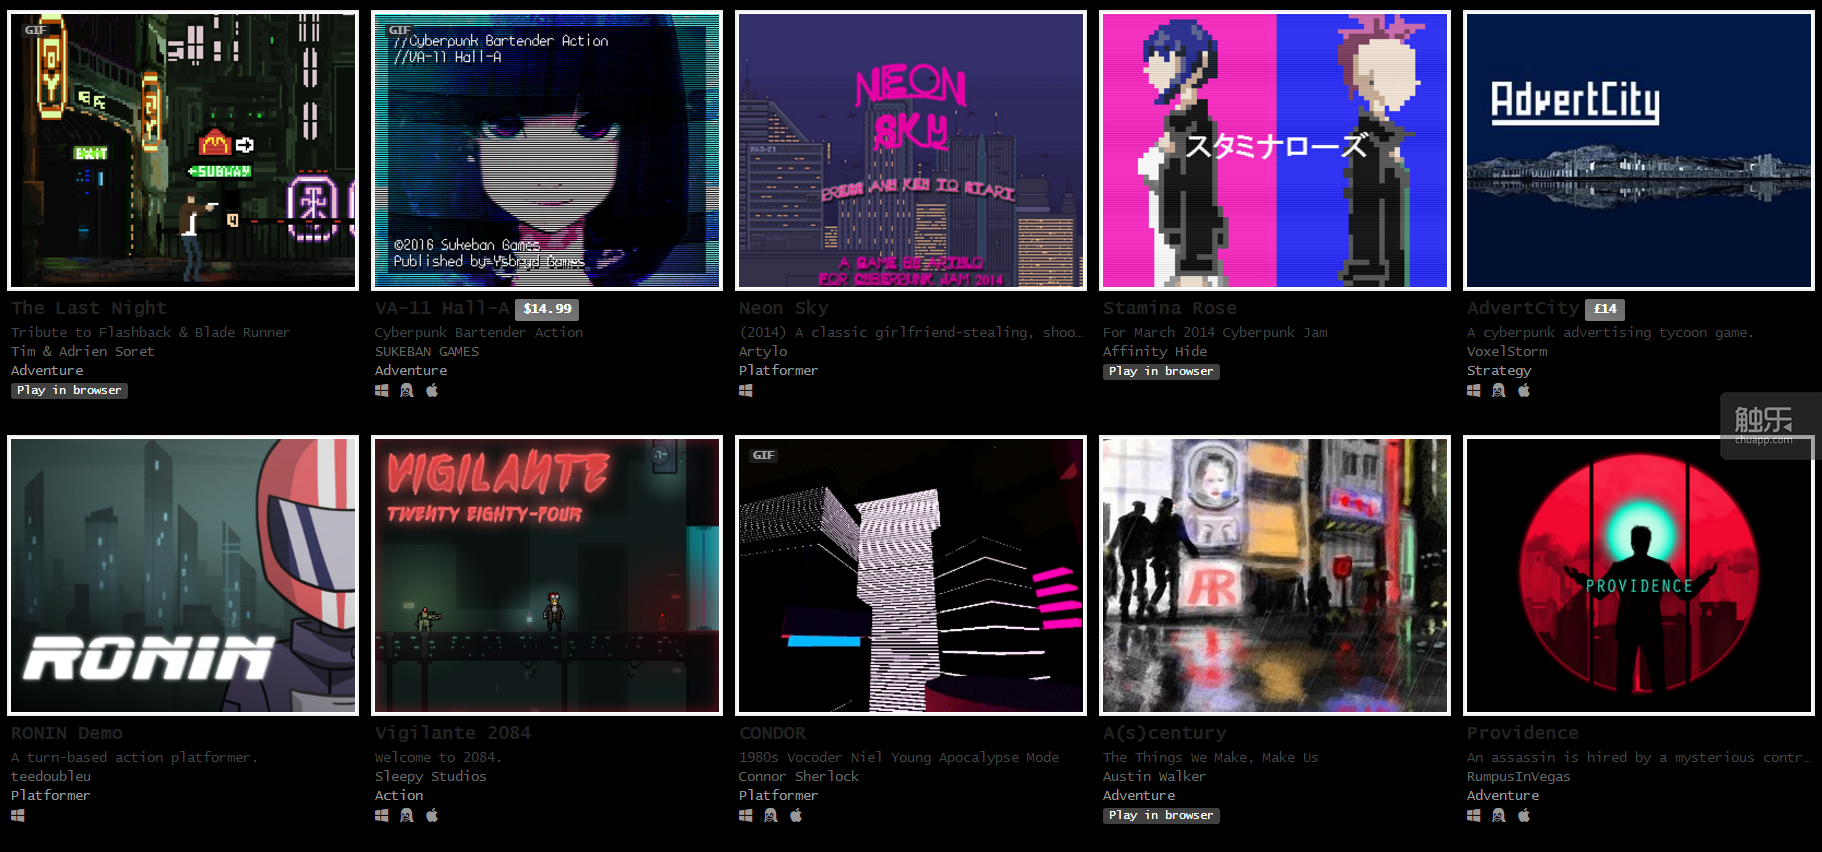 GIF
EXIT
SUBWAY
The Last Night
Tribute to Flashback & Blade Runner
Tim & Adrien Soret
Adventure
Play in browser
GIF
//Cyberpunk Bartender Action
//VA-11 Hall-A
©2016 Sukeban Games
Published by Ysbryd Games
VA-11 Hall-A $14.99
Cyberpunk Bartender Action
SUKEBAN GAMES
Adventure
NEON
SKY
PRESS ANY KEY TO START
A GAME BY ARTYLO
FOR CYBERPUNK JAM 2014
Neon Sky
(2014) A classic girlfriend-stealing, shoo…
Artylo
Platformer
スタミナローズ
Stamina Rose
For March 2014 Cyberpunk Jam
Affinity Hide
Play in browser
AdvertCity
AdvertCity £14
A cyberpunk advertising tycoon game.
VoxelStorm
Strategy
触乐
chuapp.com
RONIN
RONIN Demo
A turn-based action platformer.
teedoubleu
Platformer
VIGILANTE
TWENTY EIGHTY-FOUR
Vigilante 2084
Welcome to 2084.
Sleepy Studios
Action
GIF
CONDOR
1980s Vocoder Niel Young Apocalypse Mode
Connor Sherlock
Platformer
A(s)century
The Things We Make, Make Us
Austin Walker
Adventure
Play in browser
PROVIDENCE
Providence
An assassin is hired by a mysterious contr…
RumpusInVegas
Adventure